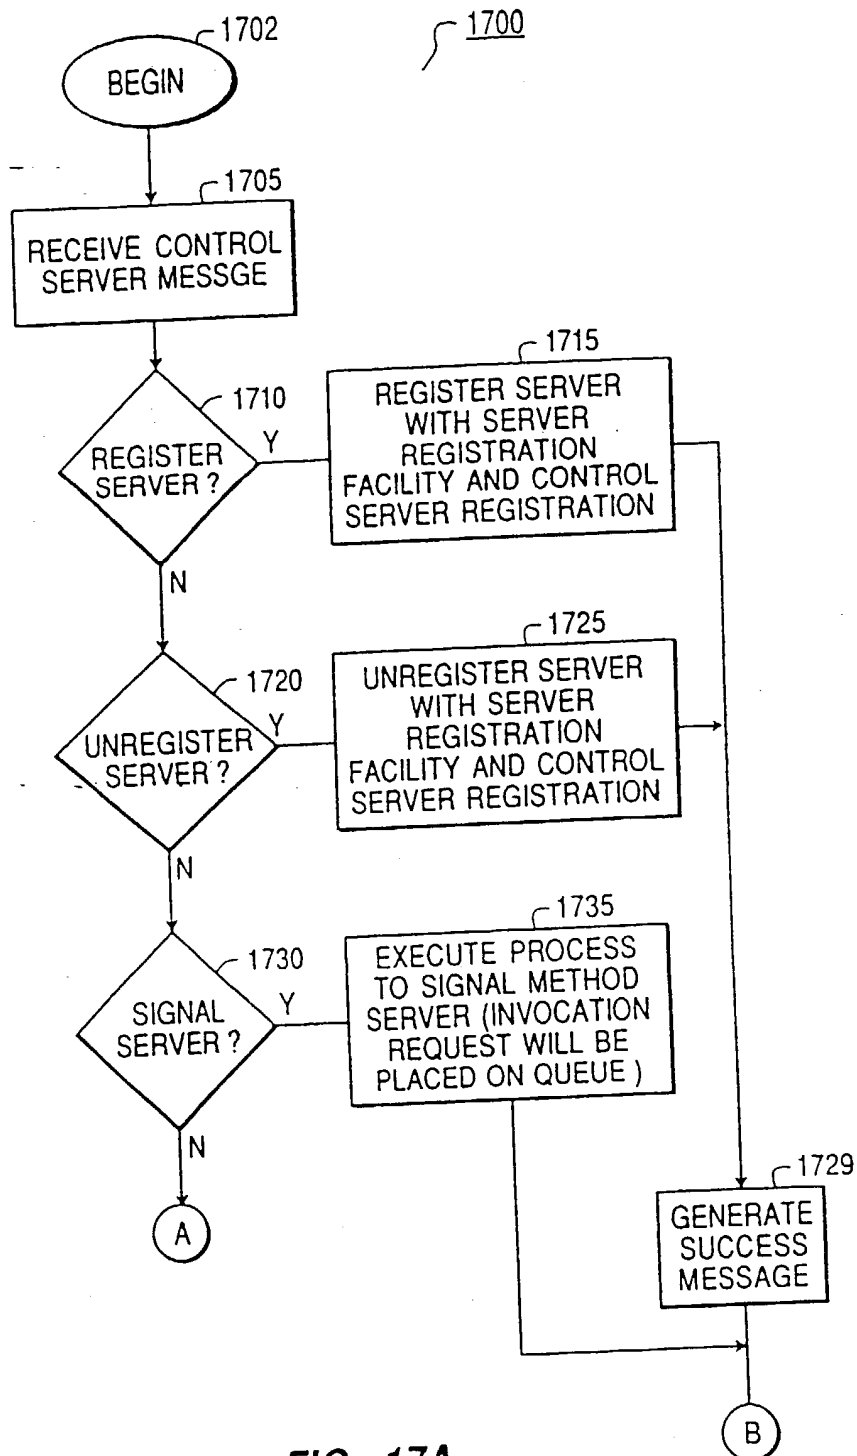 1702
1700
BEGIN
1705
RECEIVE CONTROL
SERVER MESSGE
1710
REGISTER
SERVER ?
Y
N
1715
REGISTER SERVER
WITH SERVER
REGISTRATION
FACILITY AND CONTROL
SERVER REGISTRATION
1720
UNREGISTER
SERVER ?
Y
N
1725
UNREGISTER SERVER
WITH SERVER
REGISTRATION
FACILITY AND CONTROL
SERVER REGISTRATION
1730
SIGNAL
SERVER ?
Y
N
1735
EXECUTE PROCESS
TO SIGNAL METHOD
SERVER (INVOCATION
REQUEST WILL BE
PLACED ON QUEUE )
A
1729
GENERATE
SUCCESS
MESSAGE
B
FIG. 17A